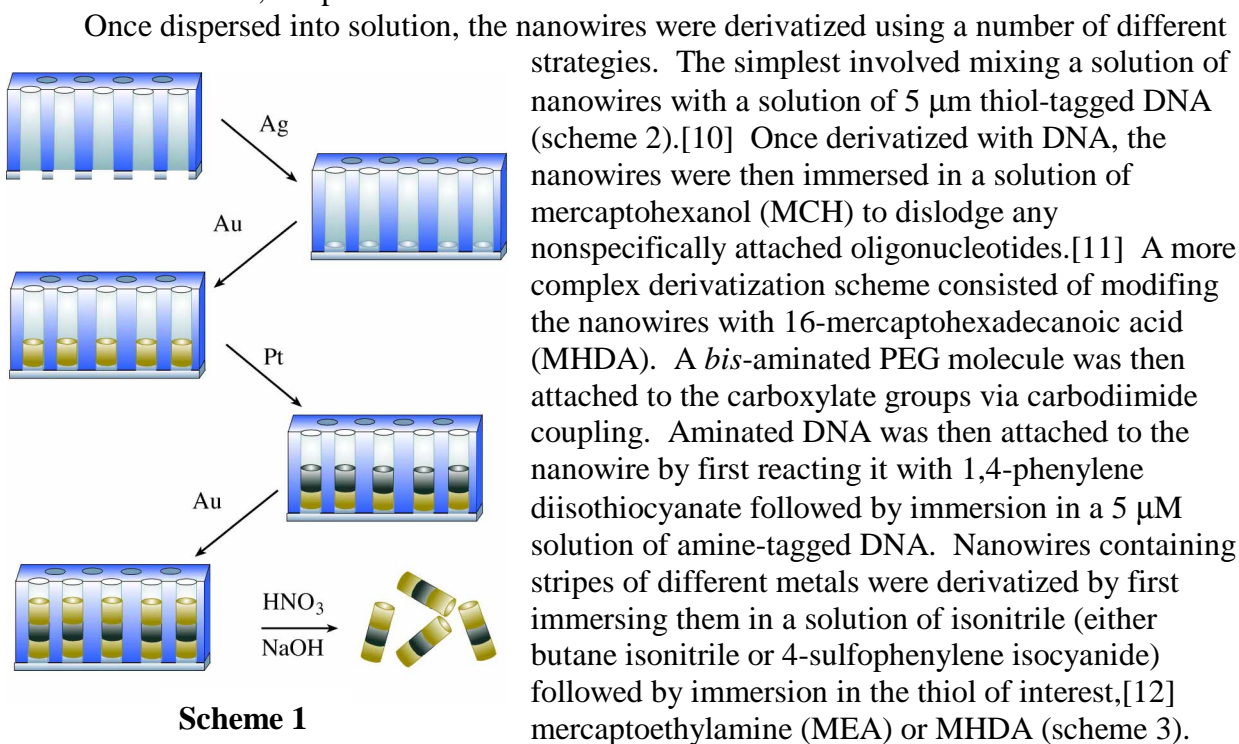 Once dispersed into solution, the nanowires were derivatized using a number of different
strategies. The simplest involved mixing a solution of
nanowires with a solution of 5 μm thiol-tagged DNA
(scheme 2).[10] Once derivatized with DNA, the
nanowires were then immersed in a solution of
mercaptohexanol (MCH) to dislodge any
nonspecifically attached oligonucleotides.[11] A more
complex derivatization scheme consisted of modifing
the nanowires with 16-mercaptohexadecanoic acid
(MHDA). A bis-aminated PEG molecule was then
attached to the carboxylate groups via carbodiimide
coupling. Aminated DNA was then attached to the
nanowire by first reacting it with 1,4-phenylene
diisothiocyanate followed by immersion in a 5 μM
solution of amine-tagged DNA. Nanowires containing
stripes of different metals were derivatized by first
immersing them in a solution of isonitrile (either
butane isonitrile or 4-sulfophenylene isocyanide)
followed by immersion in the thiol of interest,[12]
mercaptoethylamine (MEA) or MHDA (scheme 3).
Ag
Au
Pt
Au
HNO3
NaOH
Scheme 1